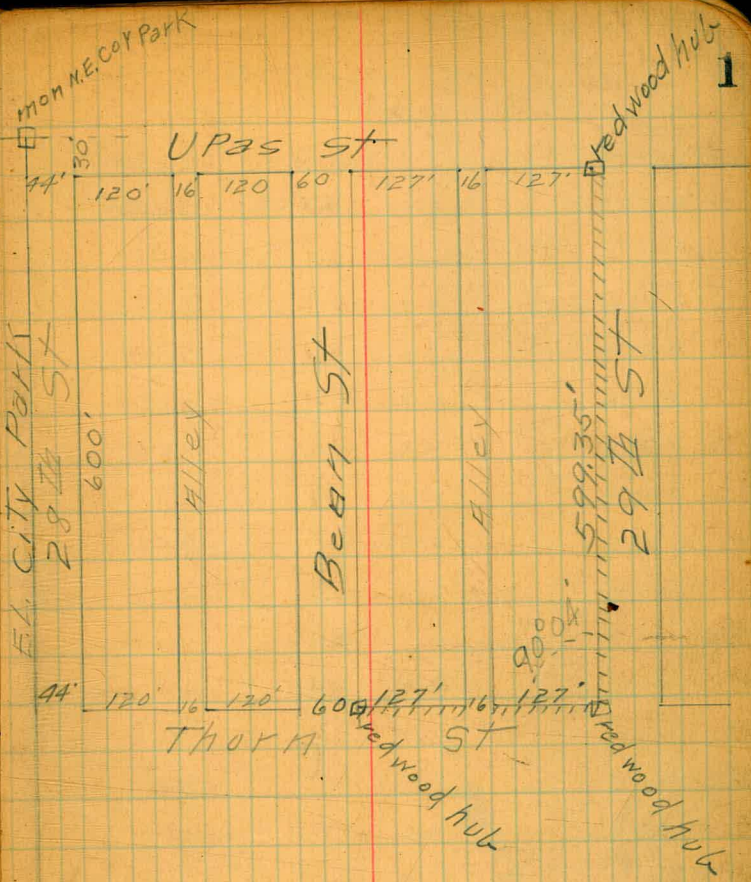 1
mon N.E. Cor Park
redwood hub
30'
Upas St
44' 120' 16' 120 60 127' 16 127'
E.L. City Park
28 th St
600'
Alley
Bean St
Alley
599.35'
29 th St
90° 04'
44' 120' 16 120' 60 127' 16 127'
Thorn St
redwood hub
redwood hub